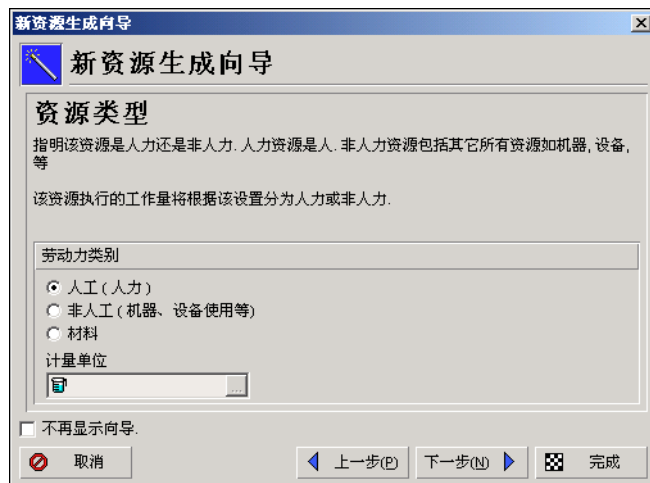 新资源生成向导
新资源生成向导
资源类型
指明该资源是人力还是非人力. 人力资源是人. 非人力资源包括其它所有资源如机器, 设备,
等
该资源执行的工作量将根据该设置分为人力或非人力.
劳动力类别
人工(人力)
非人工(机器、设备使用等)
材料
计量单位
...
不再显示向导.
取消 上一步(P) 下一步(N) 完成